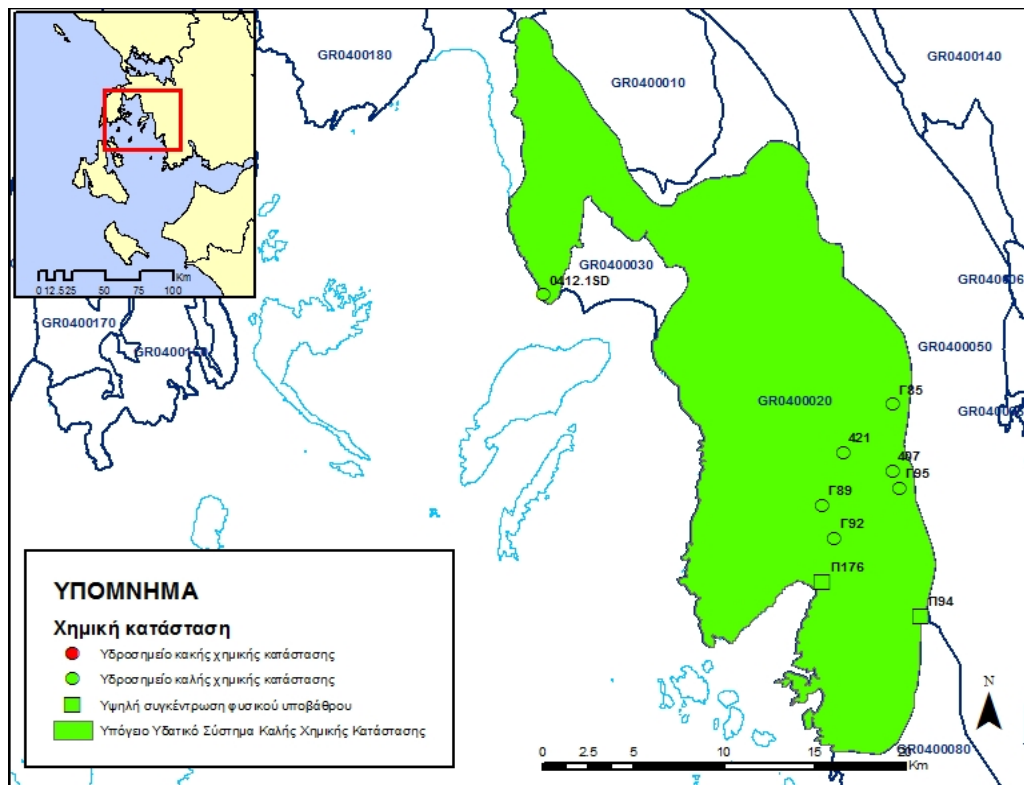 GR0400180
GR0400010
GR0400140
GR0400030
0412.1SD
0 12.525 50 75 100
Km
GR0400170
GR0400050
Γ85
GR0400020
421
497
Γ95
Γ89
Γ92
Π176
Π94
ΥΠΟΜΝΗΜΑ
Χημική κατάσταση
Υδροσημείο κακής χημικής κατάστασης
Υδροσημείο καλής χημικής κατάστασης
Υψηλή συγκέντρωση φυσικού υποβάθρου
Υπόγειο Υδατικό Σύστημα Καλής Χημικής Κατάστασης
N
GR0400080
0 2.5 5 10 15 20
Km